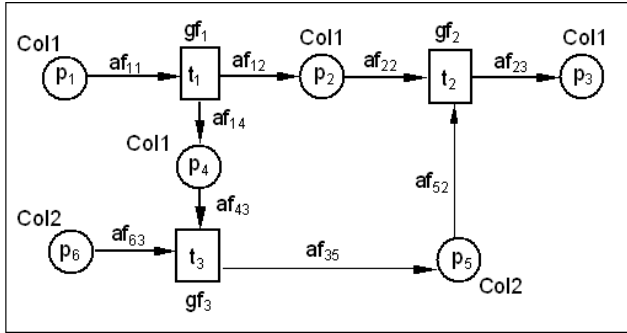 gf1
gf2
Col1
Col1
Col1
af11
af12
af22
af23
p1
t1
p2
t2
p3
af14
Col1
p4
af52
af43
Col2
af63
af35
p6
t3
p5
Col2
gf3